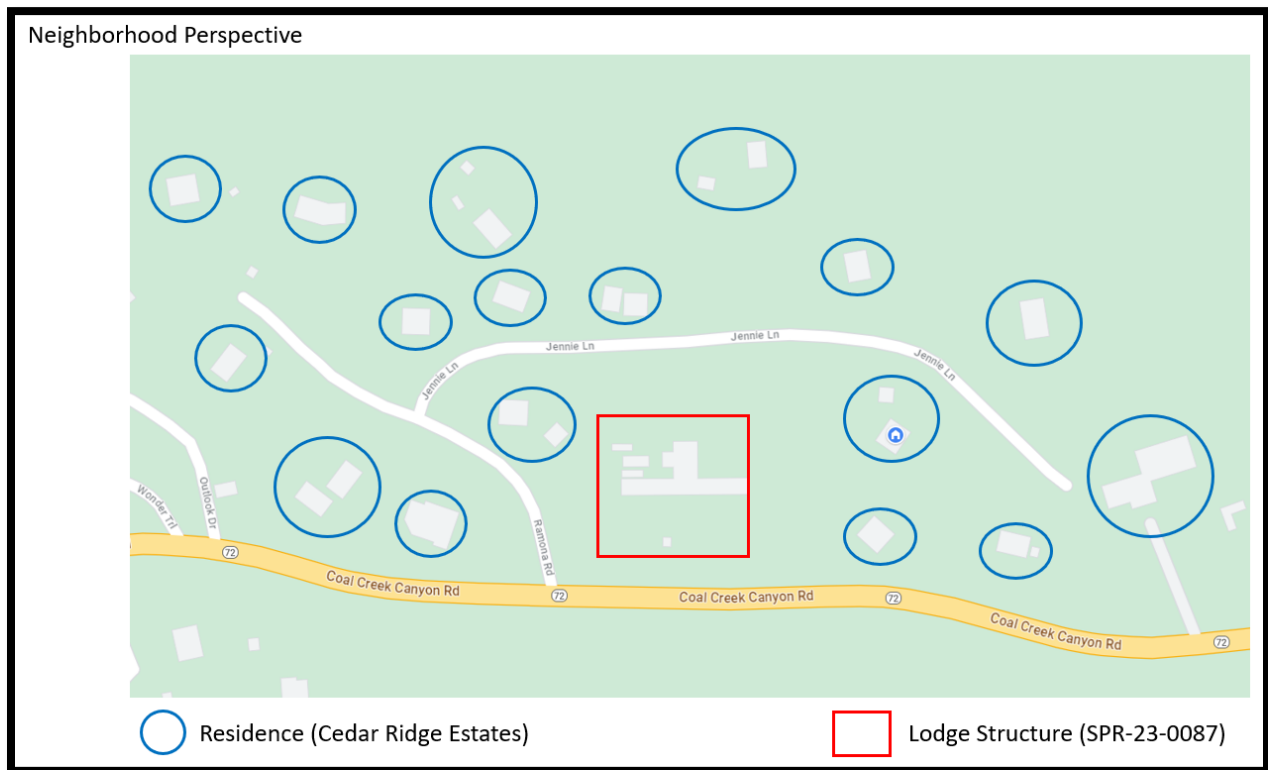 Neighborhood Perspective
Jennie Ln
Jennie Ln
Jennie Ln
Jennie Ln
Wonder Trl
Outlook Dr
Ramona Rd
72
Coal Creek Canyon Rd
72
Coal Creek Canyon Rd
72
Coal Creek Canyon Rd
72
Residence (Cedar Ridge Estates)
Lodge Structure (SPR-23-0087)